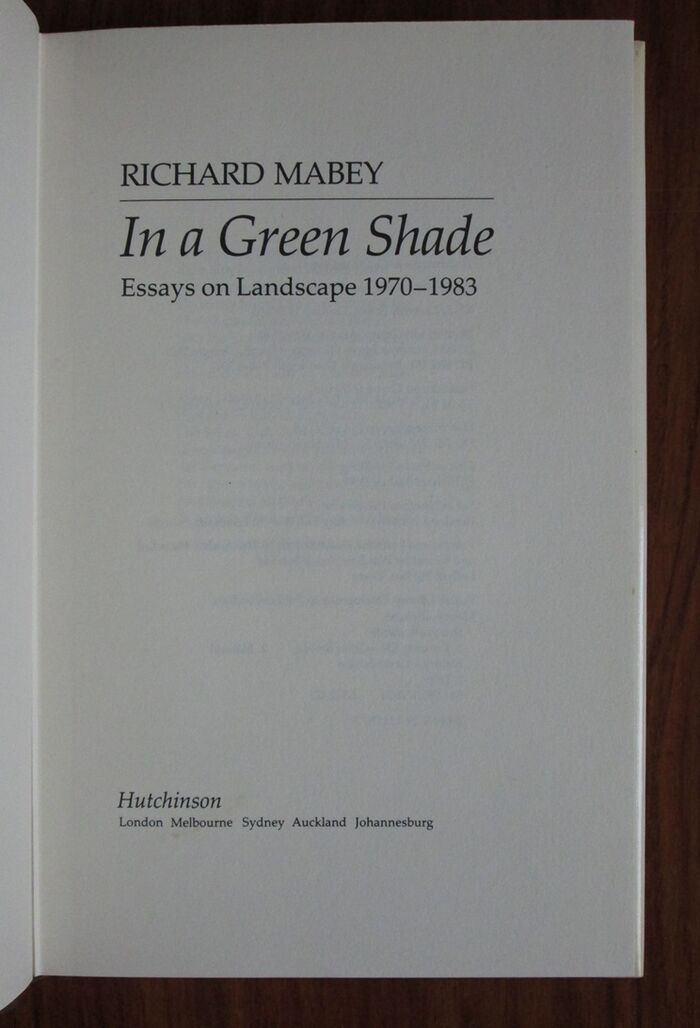 RICHARD MABEY
In a Green Shade
Essays on Landscape 1970–1983
Hutchinson
London Melbourne Sydney Auckland Johannesburg